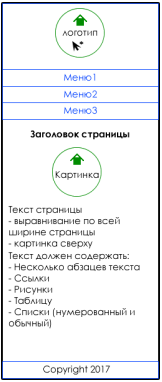 логотип
Меню1
Меню2
Меню3
Заголовок страницы
Картинка
Текст страницы
- выравнивание по всей
ширине страницы
- картинка сверху
Текст должен содержать:
- Несколько абзацев текста
- Ссылки
- Рисунки
- Таблицу
- Списки (нумерованный и
обычный)
Copyright 2017